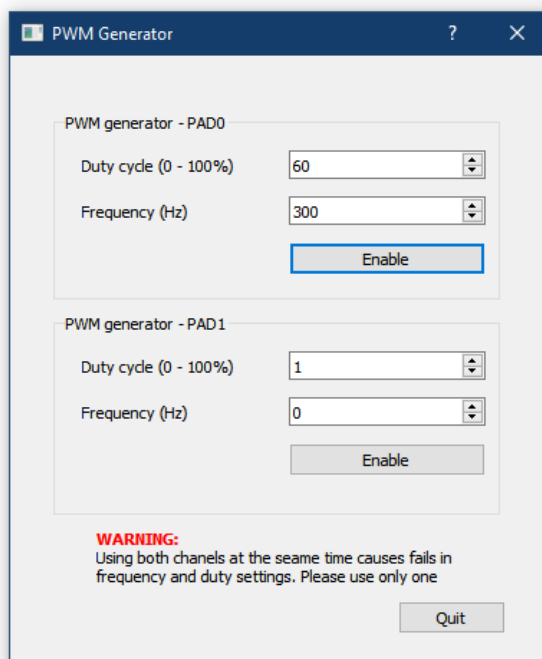 PWM Generator ?
PWM generator - PAD0
Duty cycle (0 - 100%) 60
Frequency (Hz) 300
Enable
PWM generator - PAD1
Duty cycle (0 - 100%) 1
Frequency (Hz) 0
Enable
WARNING:
Using both chanels at the seame time causes fails in
frequency and duty settings. Please use only one
Quit